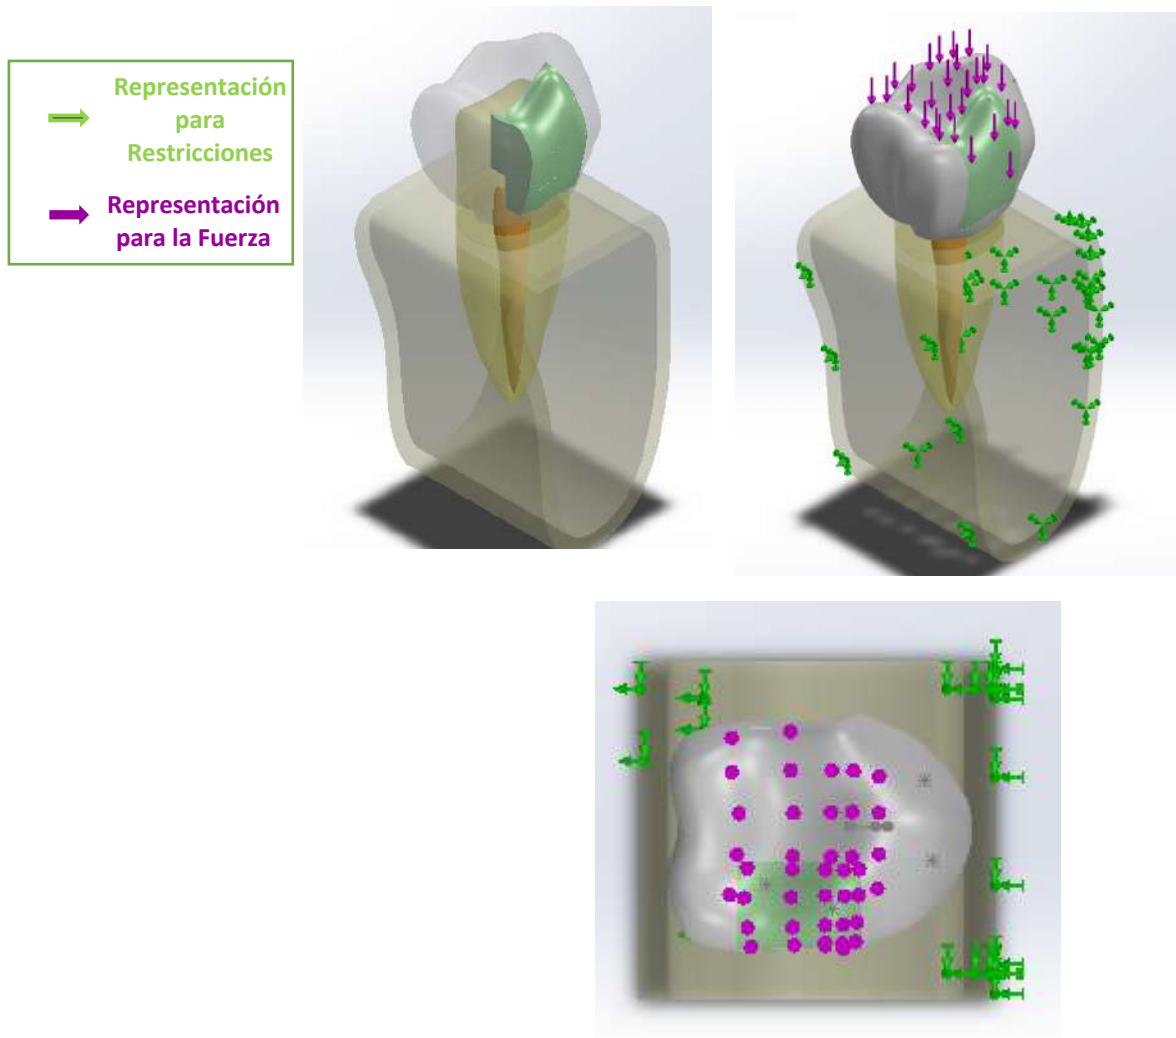 Representación
para
Restricciones
Representación
para la Fuerza